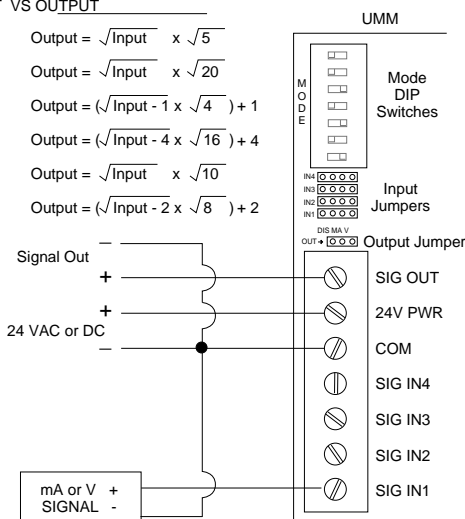 VS OUTPUT
Output = √Input x √5
Output = √Input x √20
Output = (√Input - 1 x √4 ) + 1
Output = (√Input - 4 x √16 ) + 4
Output = √Input x √10
Output = (√Input - 2 x √8 ) + 2
UMM
MODE
Mode
DIP
Switches
IN4
IN3
IN2
IN1
Input
Jumpers
DIS MA V
OUT→
Output Jumper
Signal Out
−
+
24 VAC or DC
+
−
SIG OUT
24V PWR
COM
SIG IN4
SIG IN3
SIG IN2
SIG IN1
mA or V +
SIGNAL -